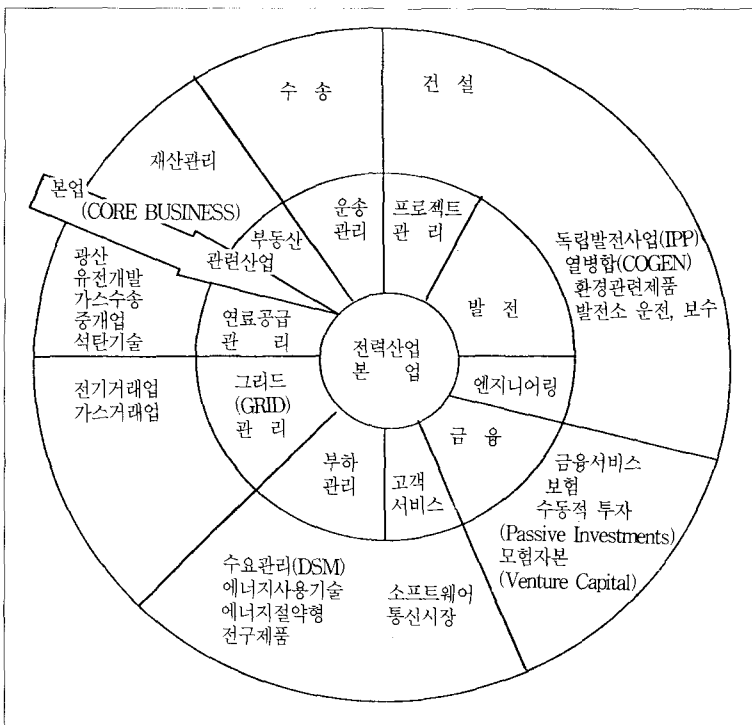 수 송
건 설
재산관리
본업
(CORE BUSINESS)
운송
관리
프로젝트
관 리
부동산
관련산업
독립발전사업(IPP)
열병합(COGEN)
환경관련제품
발전소 운전, 보수
광산
유전개발
가스수송
중개업
석탄기술
연료공급
관 리
발 전
전력산업
본 업
전기거래업
가스거래업
그리드
(GRID)
관 리
엔지니어링
금 융
부하
관리
고객
서비스
금융서비스
보험
수동적 투자
(Passive Investments)
모험자본
(Venture Capital)
수요관리(DSM)
에너지사용기술
에너지절약형
전구제품
소프트웨어
통신시장